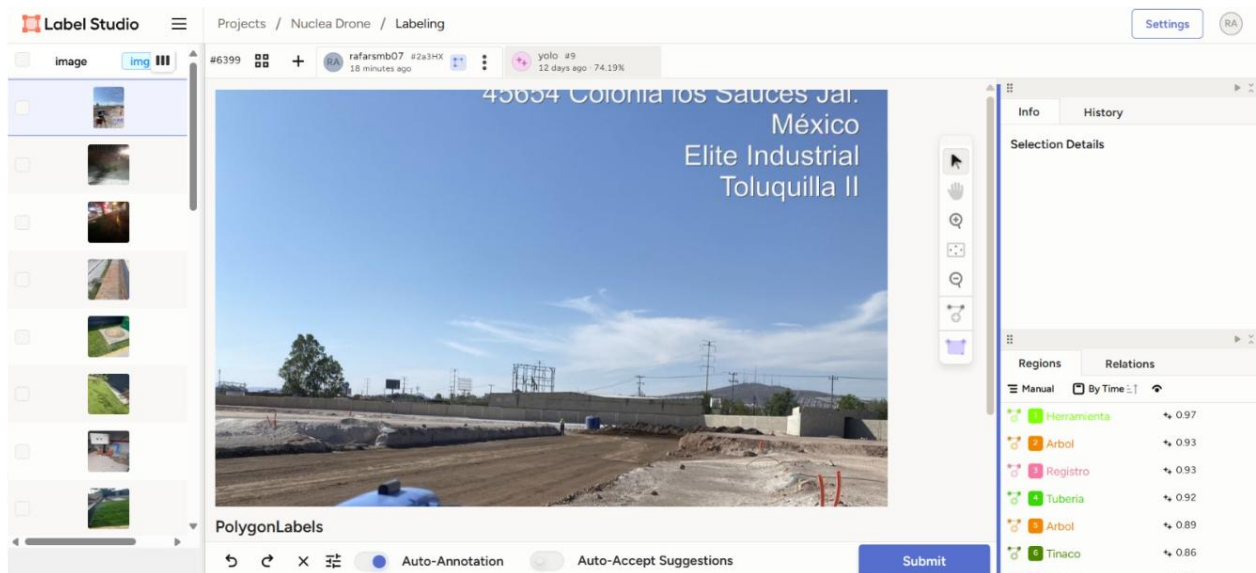 Label Studio
Projects / Nuclea Drone / Labeling
Settings
RA
image
img
#6399
RA
rafarsmb07 #2a3HX
18 minutes ago
yolo #9
12 days ago · 74.19%
45654 Colonia los Sauces Jal.
México
Elite Industrial
Toluquilla II
Info
History
Selection Details
Regions
Relations
Manual
By Time
1 Herramienta 0.97
2 Arbol 0.93
3 Registro 0.93
4 Tuberia 0.92
5 Arbol 0.89
6 Tinaco 0.86
PolygonLabels
Auto-Annotation
Auto-Accept Suggestions
Submit